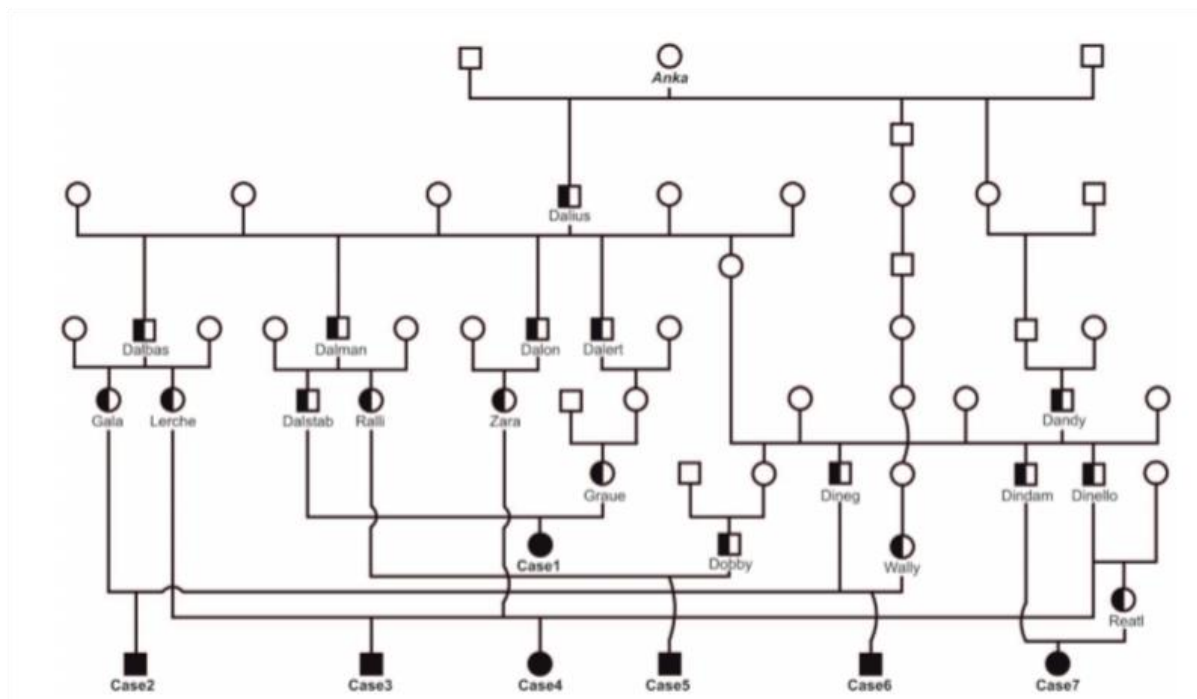 Anka
Dalius
Dalbas
Dalman
Dalon
Dalert
Gala
Lerche
Dalstab
Ralli
Zara
Dandy
Graue
Dineg
Dindam
Dinello
Case1
Dobby
Wally
Reatl
Case2
Case3
Case4
Case5
Case6
Case7